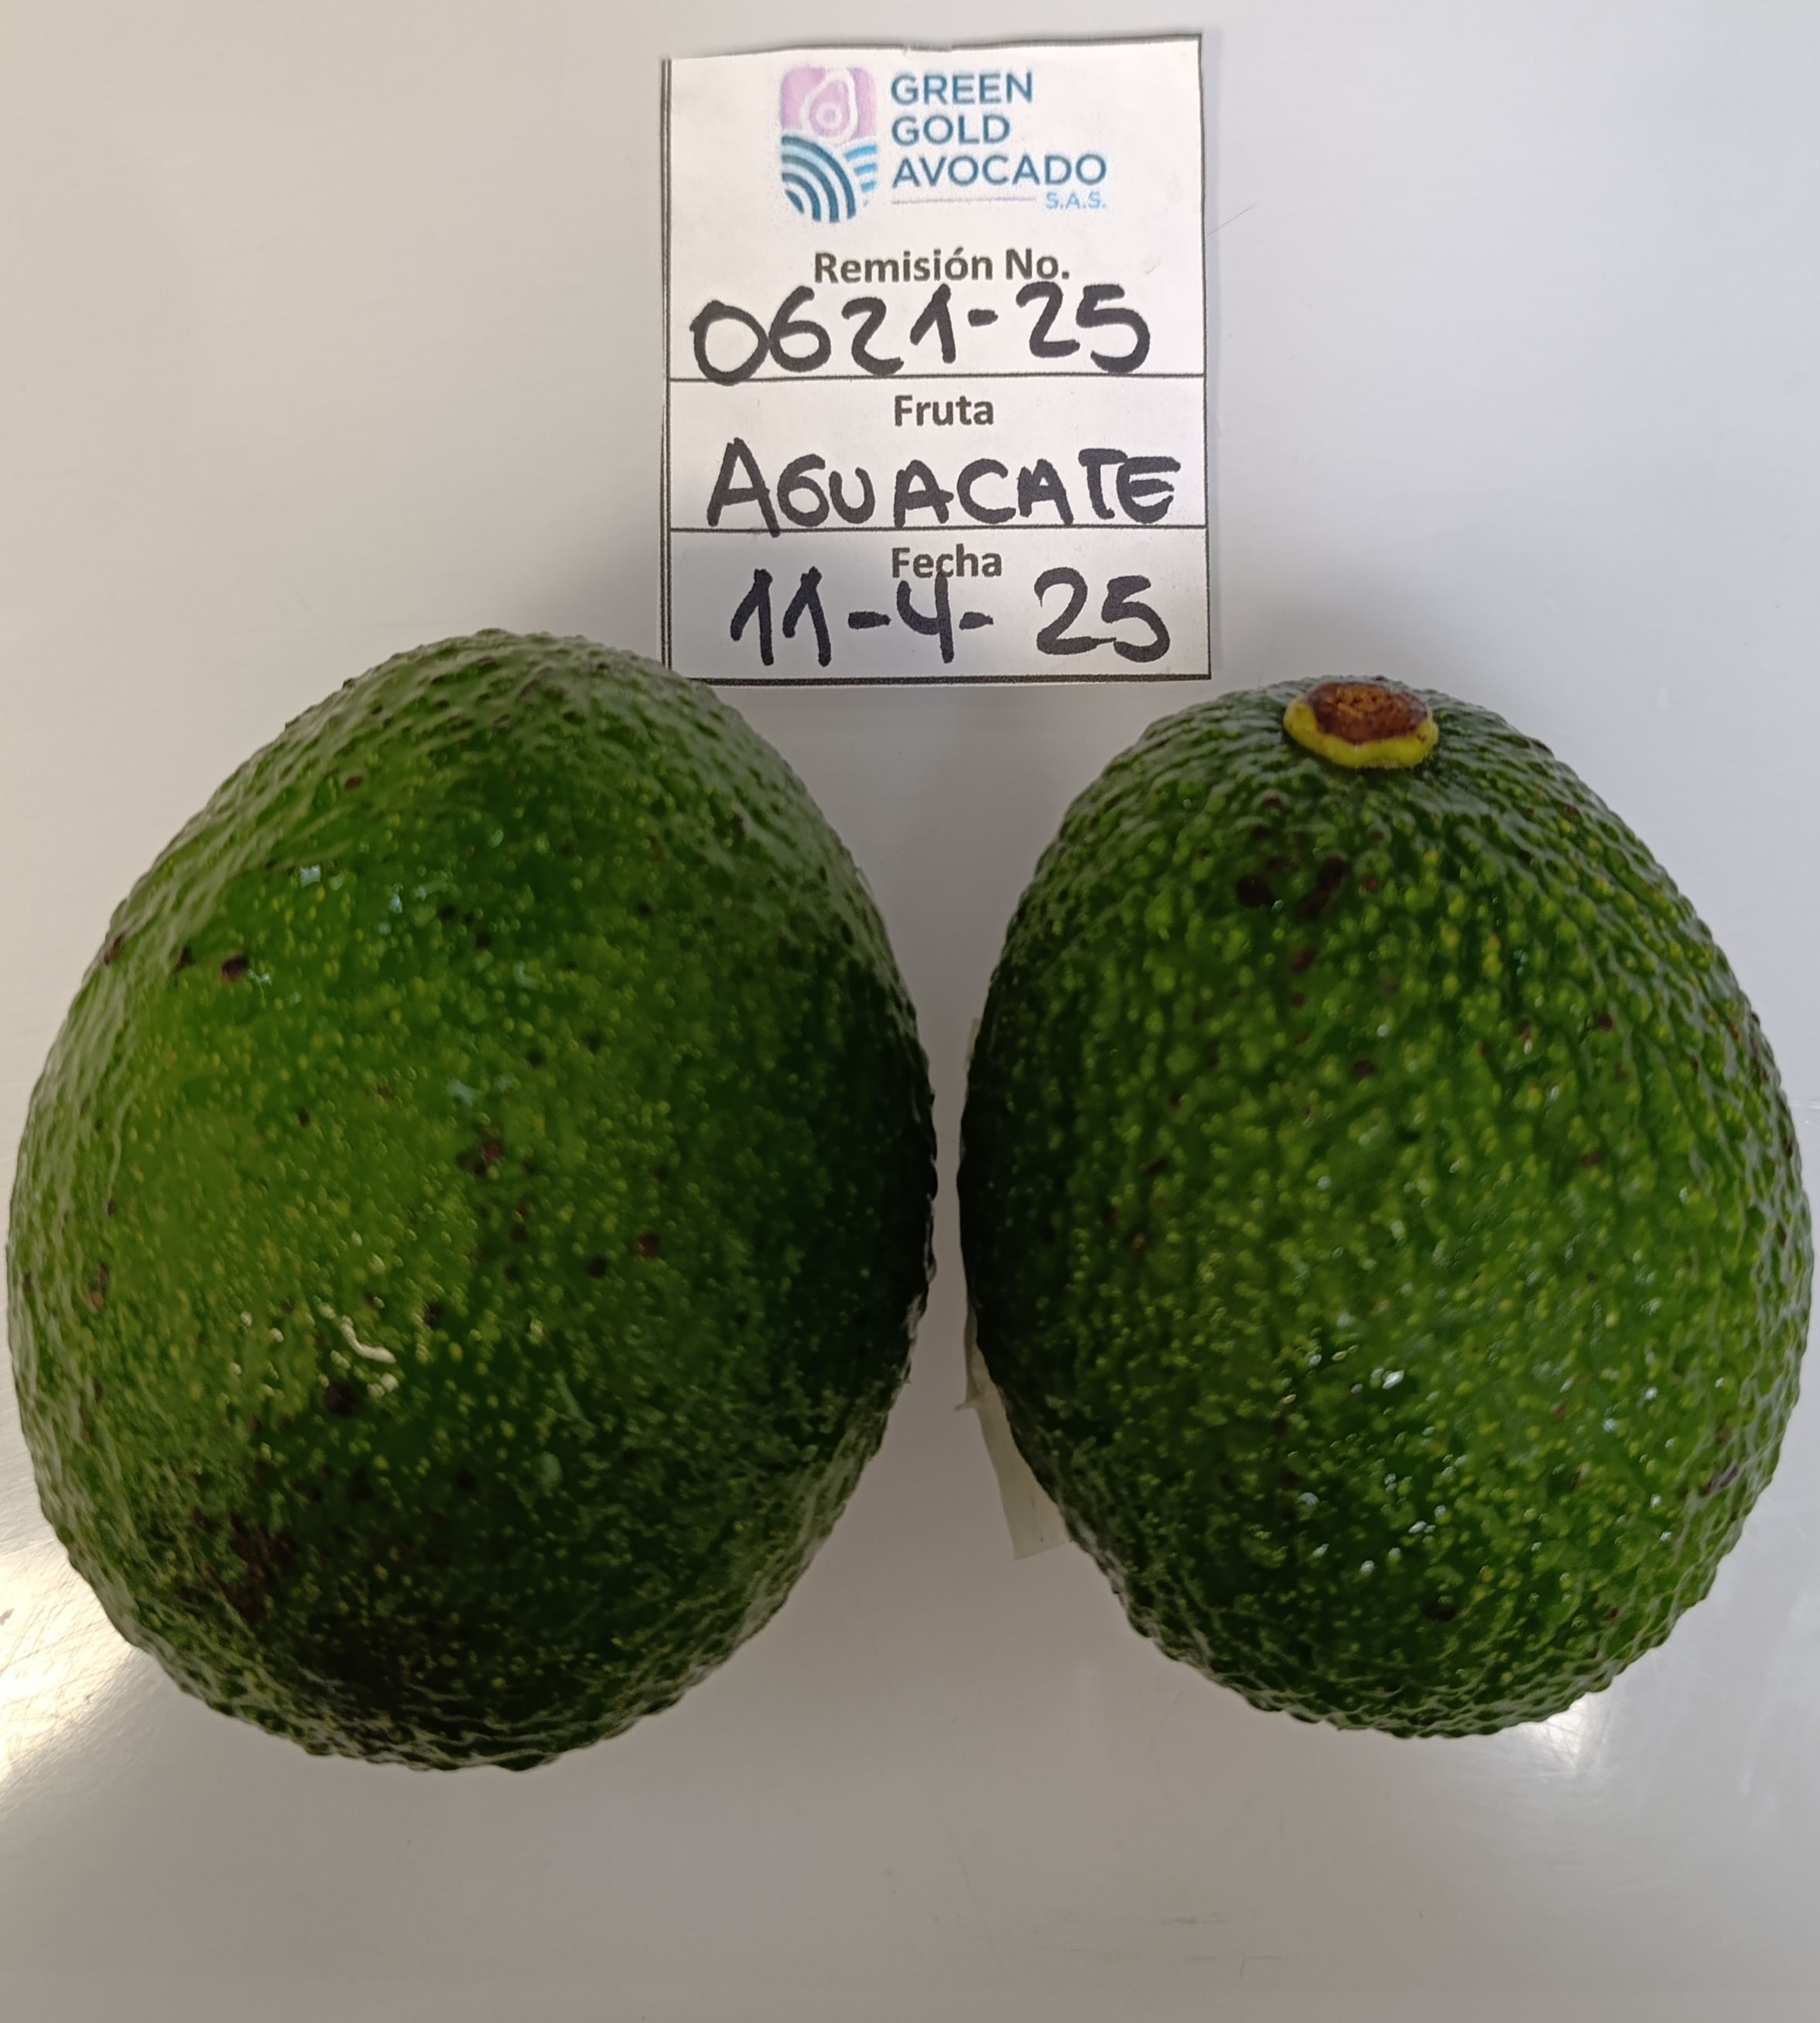 GREEN
GOLD
AVOCADO
S.A.S.
Remisión No.
0621-25
Fruta
AGUACATE
Fecha
11-4-25